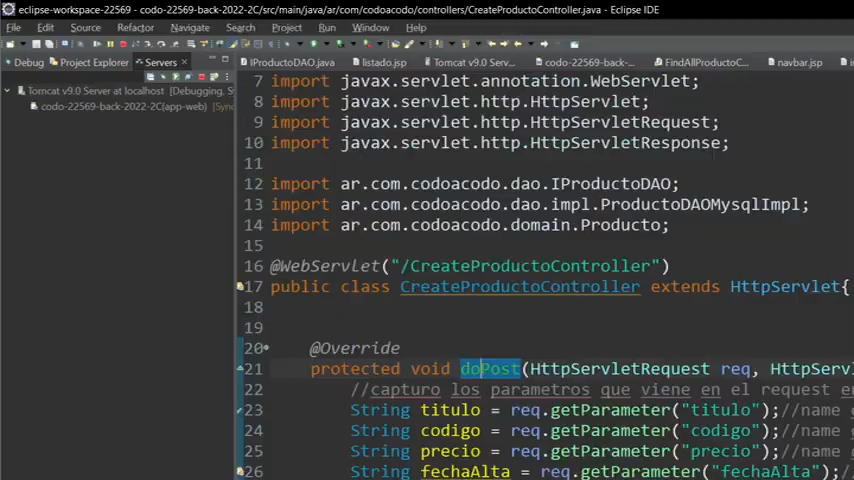 eclipse-workspace-22569 - codo-22569-back-2022-2C/src/main/java/ar/com/codoacodo/controllers/CreateProductoController.java - Eclipse IDE
File Edit Source Refactor Navigate Search Project Run Window Help
Debug Project Explorer Servers
IProductoDAO.java listado.jsp Tomcat v9.0 Serv... codo-22569-back-... FindAllProductoC... navbar.jsp
Tomcat v9.0 Server at localhost [Debugging,
codo-22569-back-2022-2C(app-web) [Sync
7 import javax.servlet.annotation.WebServlet;
8 import javax.servlet.http.HttpServlet;
9 import javax.servlet.http.HttpServletRequest;
10 import javax.servlet.http.HttpServletResponse;
11
12 import ar.com.codoacodo.dao.IProductoDAO;
13 import ar.com.codoacodo.dao.impl.ProductoDAOMysqlImpl;
14 import ar.com.codoacodo.domain.Producto;
15
16 @WebServlet("/CreateProductoController")
17 public class CreateProductoController extends HttpServlet{
18
19
20 @Override
21 protected void doPost(HttpServletRequest req, HttpServl
22 //capturo los parametros que viene en el request e
23 String titulo = req.getParameter("titulo");//name
24 String codigo = req.getParameter("codigo");//name
25 String precio = req.getParameter("precio");//name
26 String fechaAlta = req.getParameter("fechaAlta");/